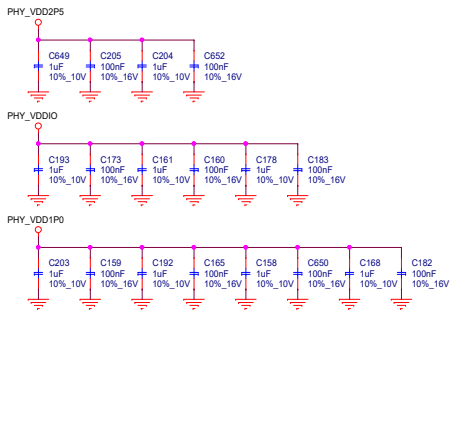 PHY_VDD2P5
C649 C205 C204 C652
1uF 100nF 1uF 100nF
10%_10V 10%_16V 10%_10V 10%_16V
PHY_VDDIO
C193 C173 C161 C160 C178 C183
1uF 100nF 1uF 100nF 1uF 100nF
10%_10V 10%_16V 10%_10V 10%_16V 10%_10V 10%_16V
PHY_VDD1P0
C203 C159 C192 C165 C158 C650 C168 C182
1uF 100nF 1uF 100nF 1uF 100nF 1uF 100nF
10%_10V 10%_16V 10%_10V 10%_16V 10%_10V 10%_16V 10%_10V 10%_16V